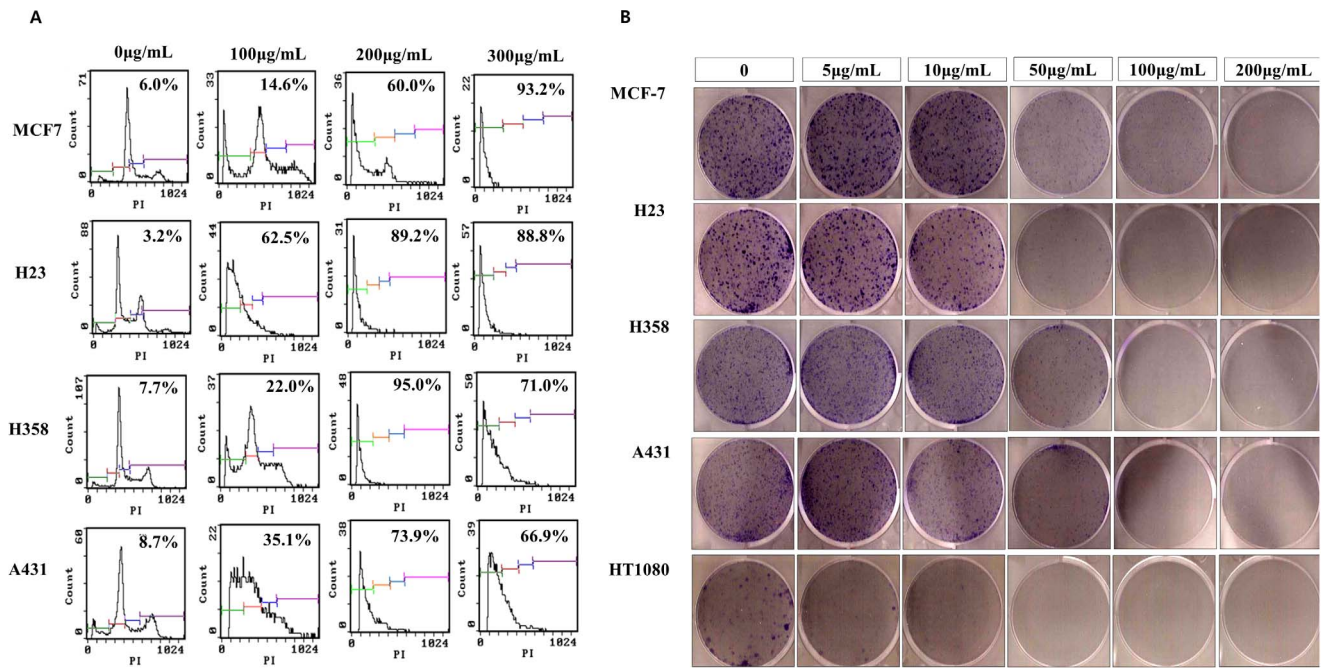 A
B
0μg/mL 100μg/mL 200μg/mL 300μg/mL
MCF7
71 6.0% Count 0 0 1024 PI
33 14.6% Count 0 0 1024 PI
36 60.0% Count 0 0 1024 PI
22 93.2% Count 0 0 1024 PI
H23
88 3.2% Count 0 0 1024 PI
44 62.5% Count 0 0 1024 PI
31 89.2% Count 0 0 1024 PI
57 88.8% Count 0 0 1024 PI
H358
107 7.7% Count 0 0 1024 PI
37 22.0% Count 0 0 1024 PI
48 95.0% Count 0 0 1024 PI
50 71.0% Count 0 0 1024 PI
A431
60 8.7% Count 0 0 1024 PI
22 35.1% Count 0 0 1024 PI
38 73.9% Count 0 0 1024 PI
39 66.9% Count 0 0 1024 PI
0 5μg/mL 10μg/mL 50μg/mL 100μg/mL 200μg/mL
MCF-7
H23
H358
A431
HT1080